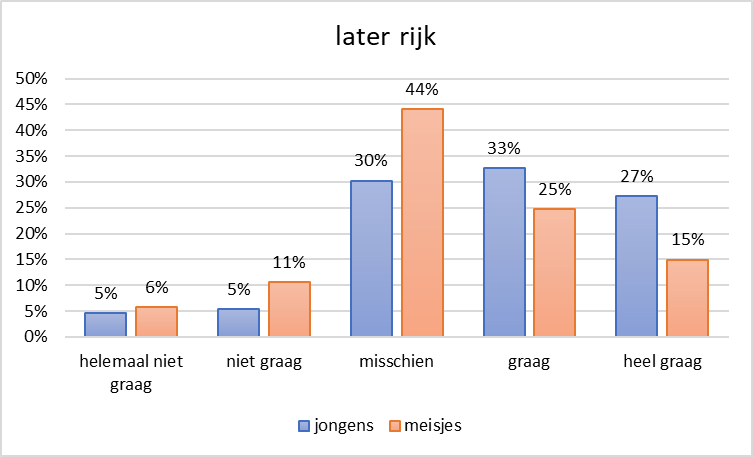 later rijk
50%
45%
40%
35%
30%
25%
20%
15%
10%
5%
0%
5% 6% 5% 11% 30% 44% 33% 25% 27% 15%
helemaal niet graag niet graag misschien graag heel graag
jongens meisjes